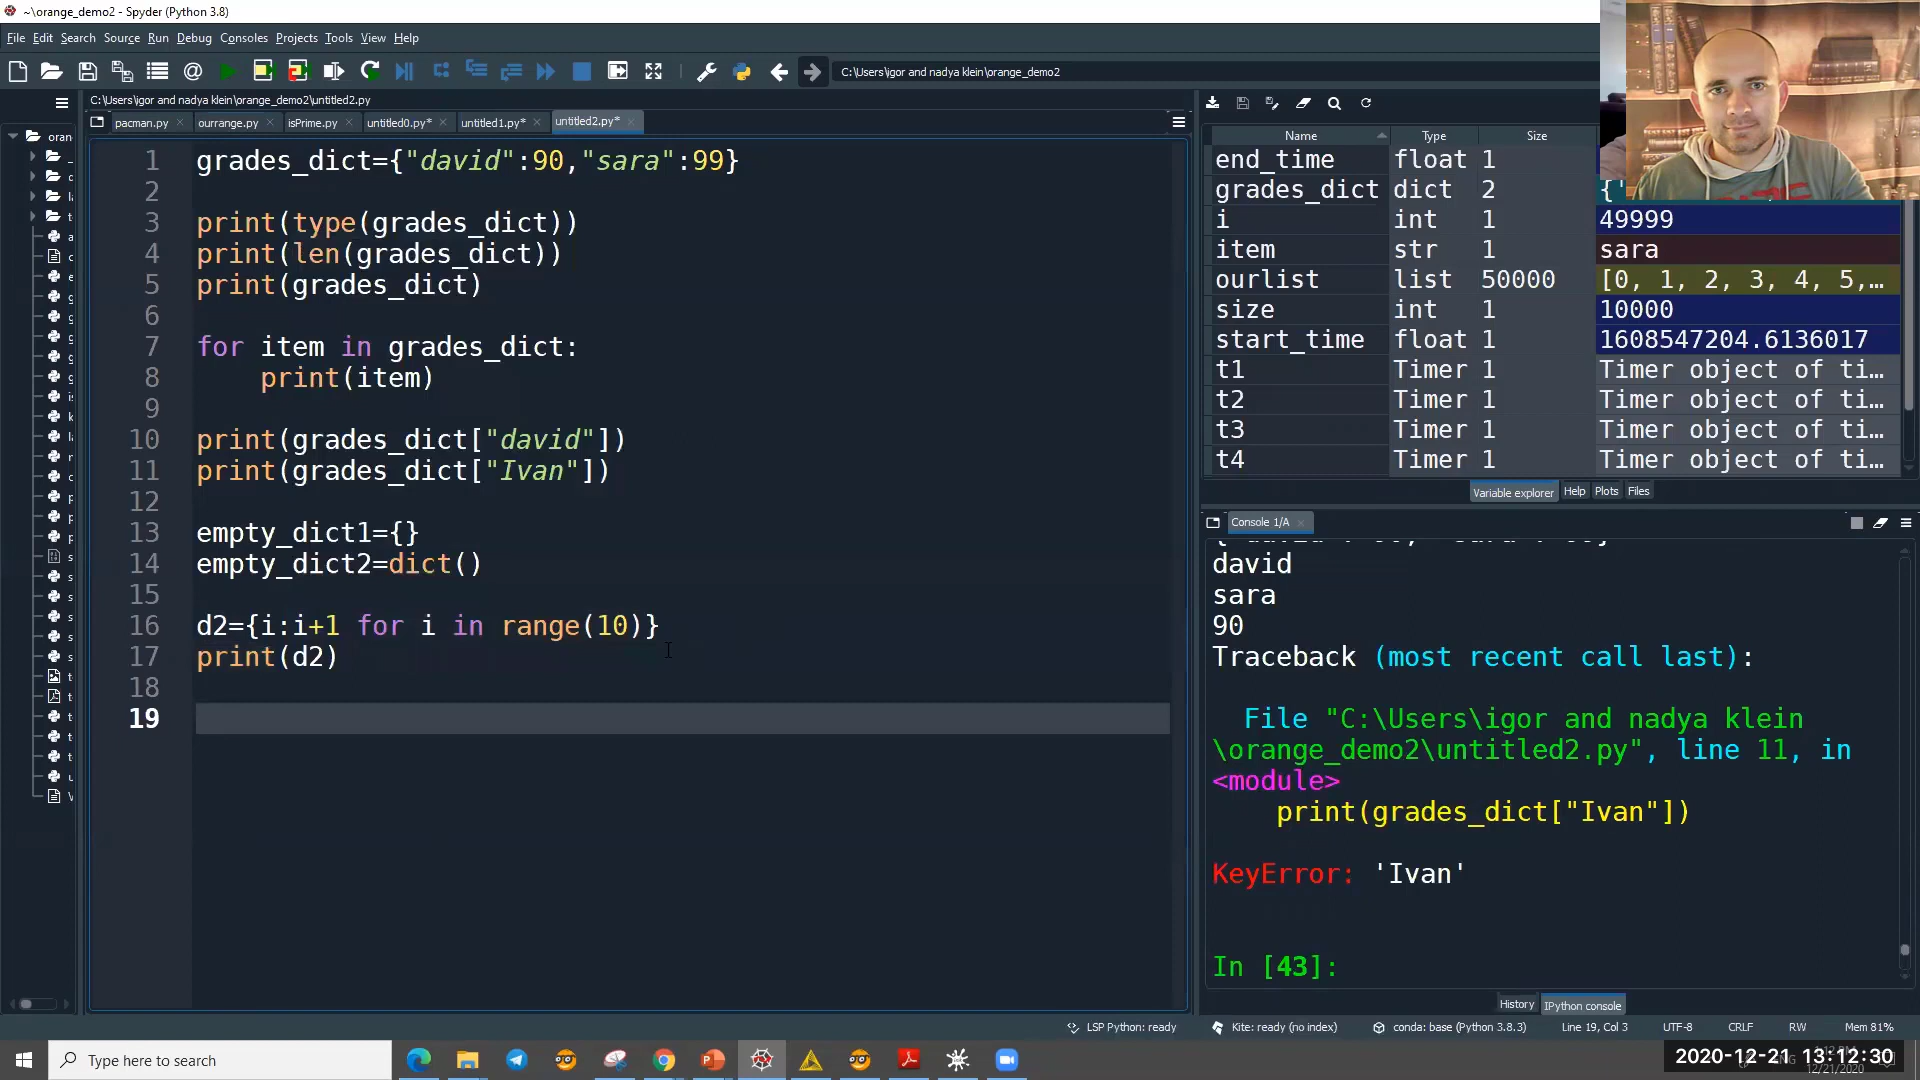 ~\orange_demo2 - Spyder (Python 3.8)
File Edit Search Source Run Debug Consoles Projects Tools View Help
C:\Users\igor and nadya klein\orange_demo2
C:\Users\igor and nadya klein\orange_demo2\untitled2.py
pacman.py ourrange.py isPrime.py untitled0.py* untitled1.py* untitled2.py*
1 grades_dict={"david":90,"sara":99}
2
3 print(type(grades_dict))
4 print(len(grades_dict))
5 print(grades_dict)
6
7 for item in grades_dict:
8 print(item)
9
10 print(grades_dict["david"])
11 print(grades_dict["Ivan"])
12
13 empty_dict1={}
14 empty_dict2=dict()
15
16 d2={i:i+1 for i in range(10)}
17 print(d2)
18
19
Name Type Size
end_time float 1
grades_dict dict 2 {'
i int 1 49999
item str 1 sara
ourlist list 50000 [0, 1, 2, 3, 4, 5,…
size int 1 10000
start_time float 1 1608547204.6136017
t1 Timer 1 Timer object of ti…
t2 Timer 1 Timer object of ti…
t3 Timer 1 Timer object of ti…
t4 Timer 1 Timer object of ti…
Variable explorer Help Plots Files
Console 1/A
david
sara
90
Traceback (most recent call last):
File "C:\Users\igor and nadya klein
\orange_demo2\untitled2.py", line 11, in
<module>
print(grades_dict["Ivan"])
KeyError: 'Ivan'
In [43]:
History IPython console
LSP Python: ready Kite: ready (no index) conda: base (Python 3.8.3) Line 19, Col 3 UTF-8 CRLF RW Mem 81%
Type here to search
2020-12-21 13:12:30
12/21/2020